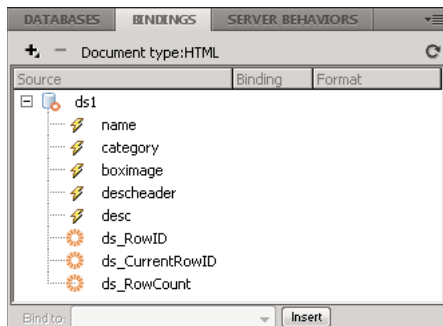 DATABASES BINDINGS SERVER BEHAVIORS
Document type:HTML
Source Binding Format
ds1
name
category
boximage
descheader
desc
ds_RowID
ds_CurrentRowID
ds_RowCount
Bind to: Insert